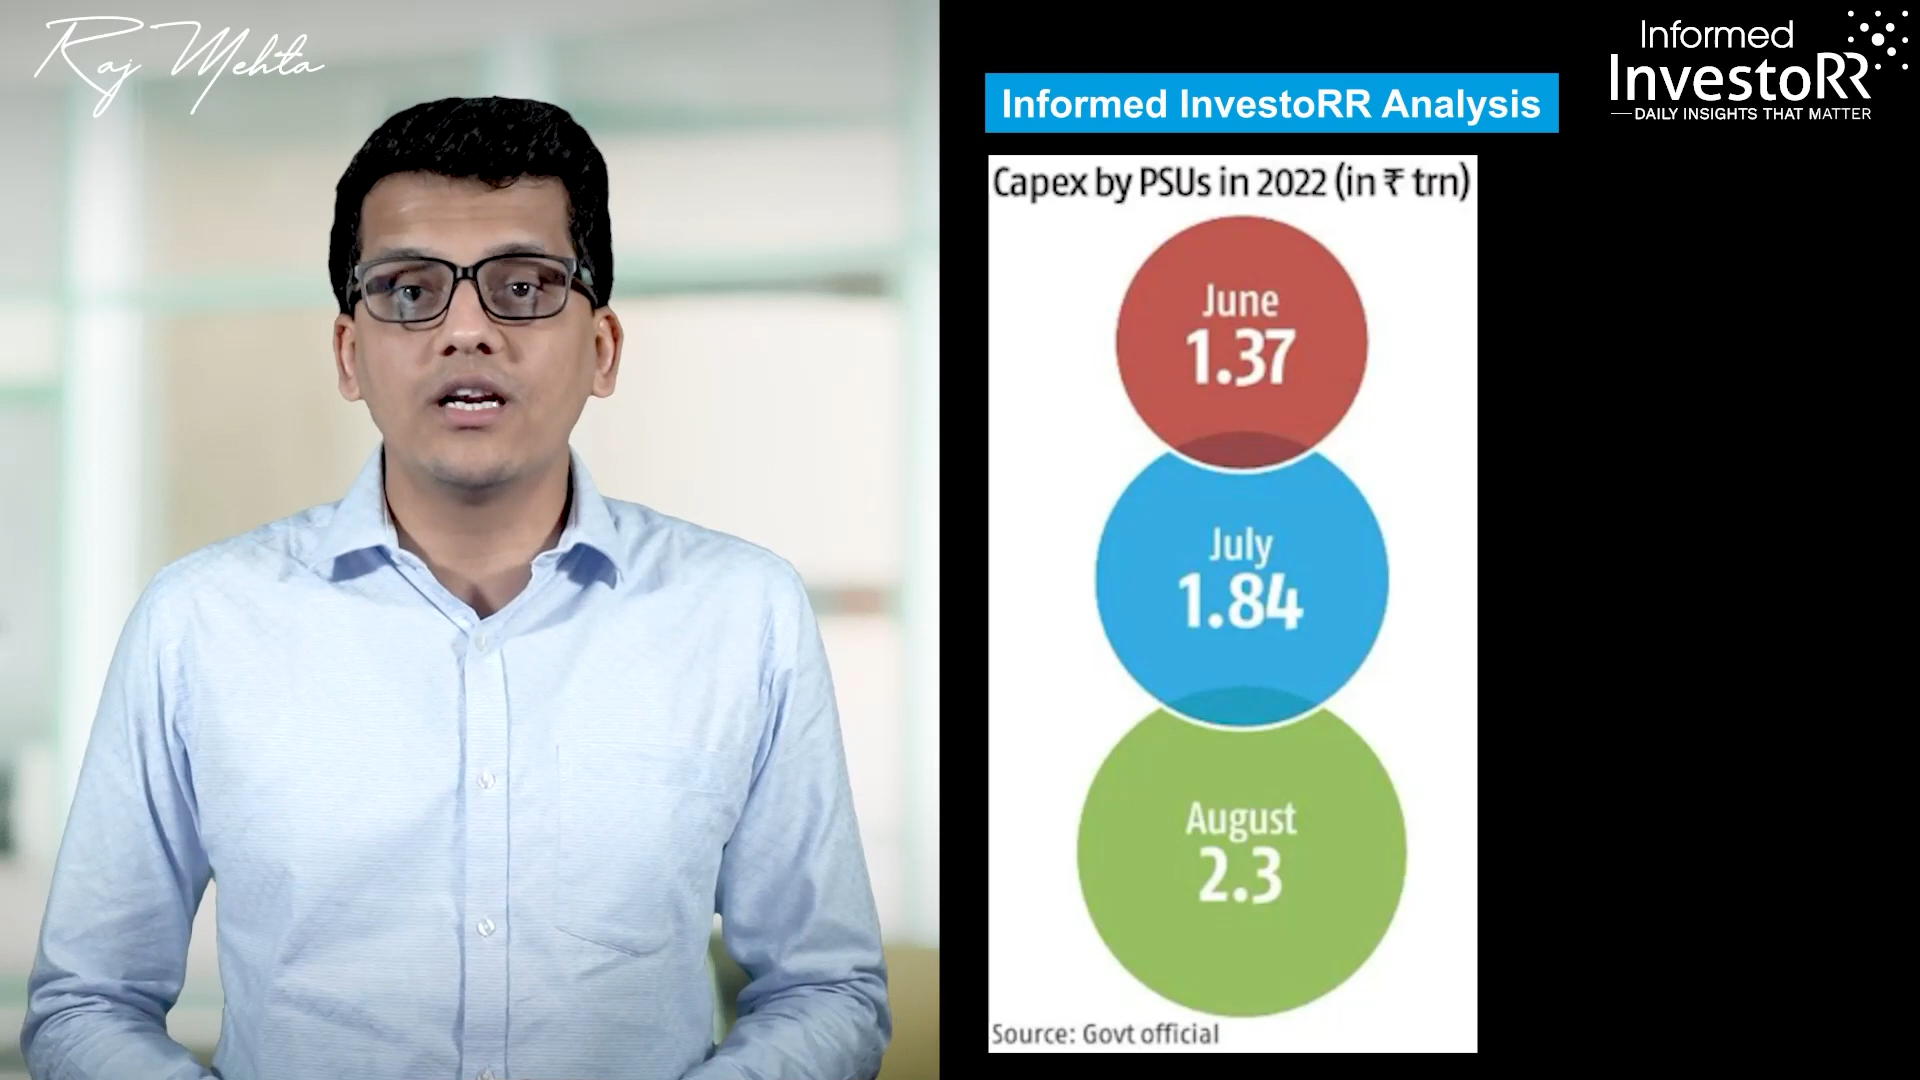 Raj Mehta
Informed
InvestoRR
DAILY INSIGHTS THAT MATTER
Informed InvestoRR Analysis
Capex by PSUs in 2022 (in ₹ trn)
June
1.37
July
1.84
August
2.3
Source: Govt official